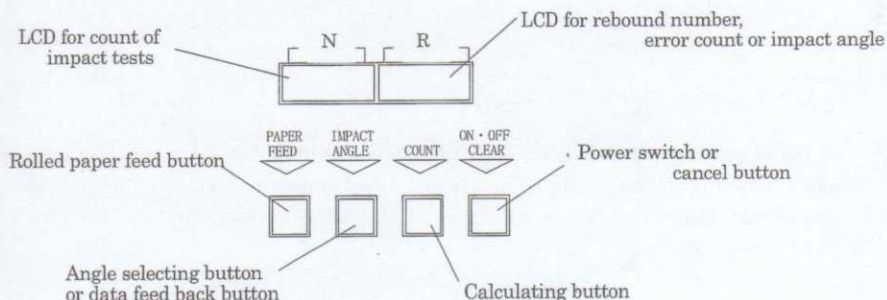 LCD for count of
impact tests
N
R
LCD for rebound number,
error count or impact angle
PAPER
FEED
IMPACT
ANGLE
COUNT
ON・OFF
CLEAR
Rolled paper feed button
Power switch or
cancel button
Angle selecting button
or data feed back button
Calculating button